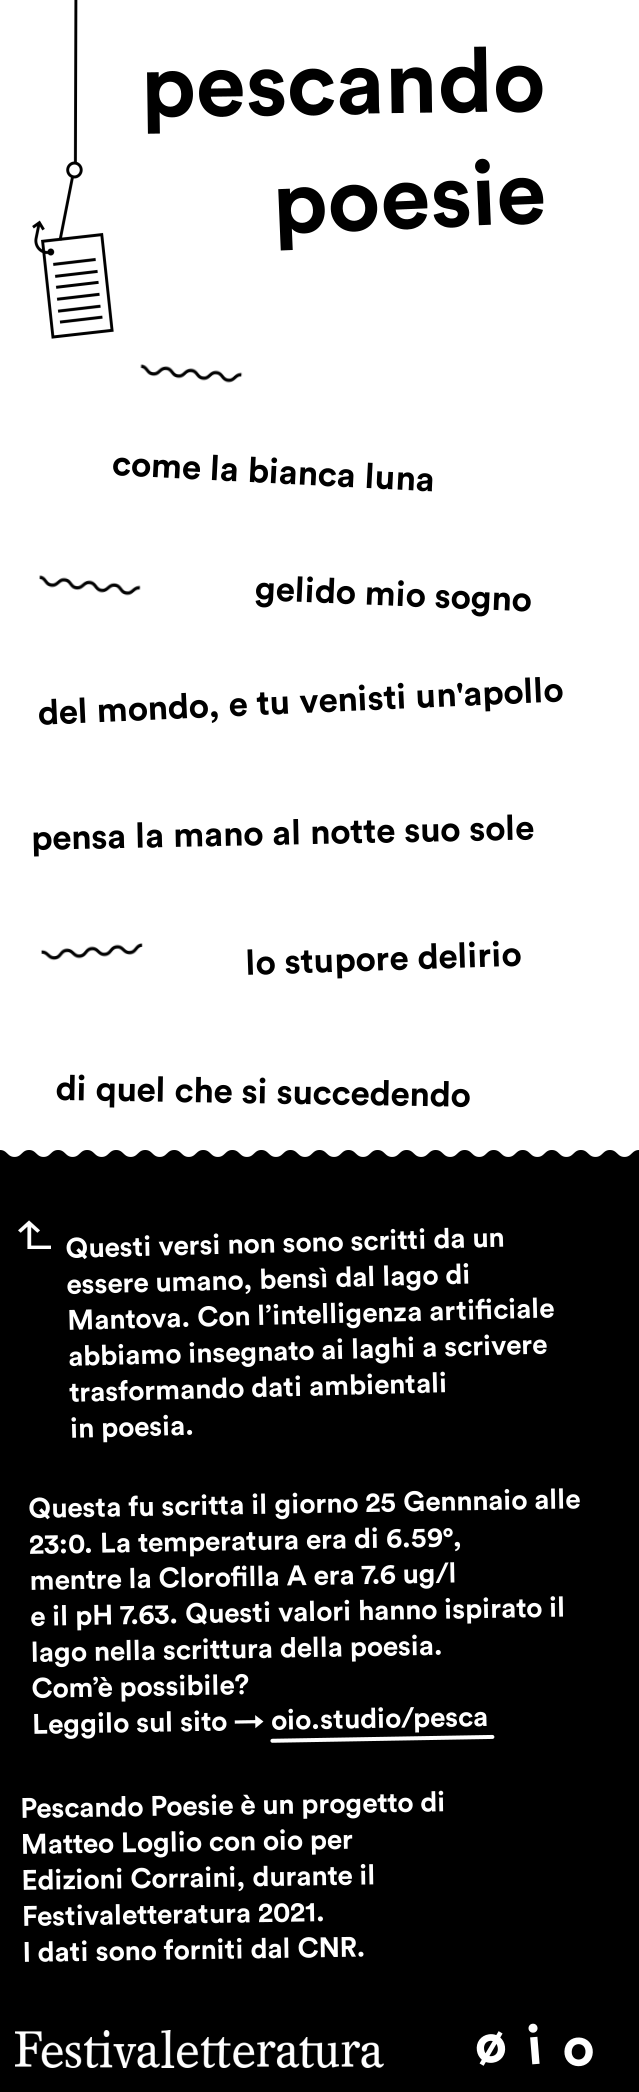 pescando
poesie
come la bianca luna
gelido mio sogno
del mondo, e tu venisti un'apollo
pensa la mano al notte suo sole
lo stupore delirio
di quel che si succedendo
Questi versi non sono scritti da un
essere umano, bensì dal lago di
Mantova. Con l’intelligenza artificiale
abbiamo insegnato ai laghi a scrivere
trasformando dati ambientali
in poesia.
Questa fu scritta il giorno 25 Gennnaio alle
23:0. La temperatura era di 6.59°,
mentre la Clorofilla A era 7.6 ug/l
e il pH 7.63. Questi valori hanno ispirato il
lago nella scrittura della poesia.
Com’è possibile?
Leggilo sul sito → oio.studio/pesca
Pescando Poesie è un progetto di
Matteo Loglio con oio per
Edizioni Corraini, durante il
Festivaletteratura 2021.
I dati sono forniti dal CNR.
Festivaletteratura øio